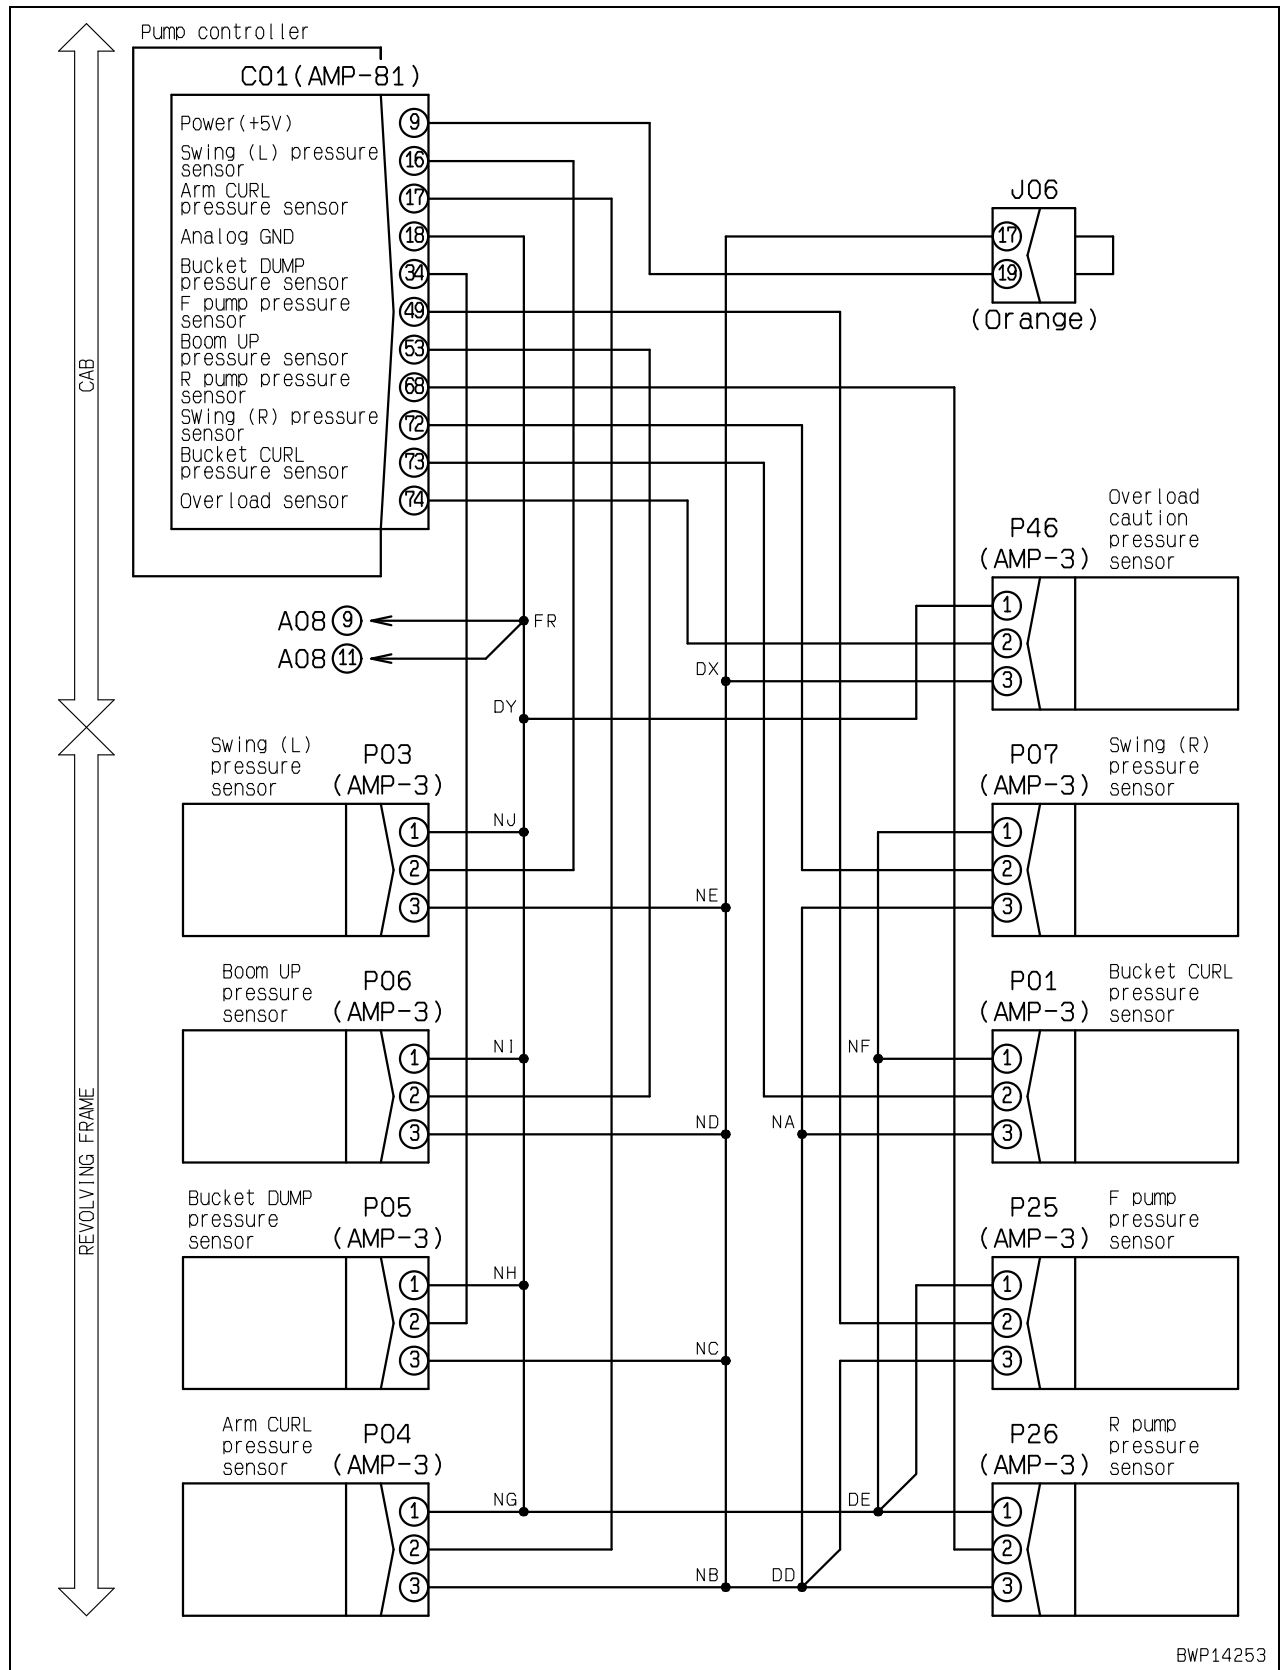 Pump controller
C01(AMP-81)
Power(+5V)
9
Swing (L) pressure
sensor
16
Arm CURL
pressure sensor
17
Analog GND
18
Bucket DUMP
pressure sensor
34
F pump pressure
sensor
49
Boom UP
pressure sensor
53
R pump pressure
sensor
68
SWing (R) pressure
sensor
72
Bucket CURL
pressure sensor
73
Overload sensor
74
J06
17
19
(Orange)
CAB
A08 9
A08 11
FR
DX
DY
P46
(AMP-3)
Overload
caution
pressure
sensor
1
2
3
REVOLVING FRAME
Swing (L)
pressure
sensor
P03
(AMP-3)
1
2
3
NJ
NE
P07
(AMP-3)
Swing (R)
pressure
sensor
1
2
3
Boom UP
pressure
sensor
P06
(AMP-3)
1
2
3
NI
ND
NA
NF
P01
(AMP-3)
Bucket CURL
pressure
sensor
1
2
3
Bucket DUMP
pressure
sensor
P05
(AMP-3)
1
2
3
NH
NC
P25
(AMP-3)
F pump
pressure
sensor
1
2
3
Arm CURL
pressure
sensor
P04
(AMP-3)
1
2
3
NG
NB
DD
DE
P26
(AMP-3)
R pump
pressure
sensor
1
2
3
BWP14253